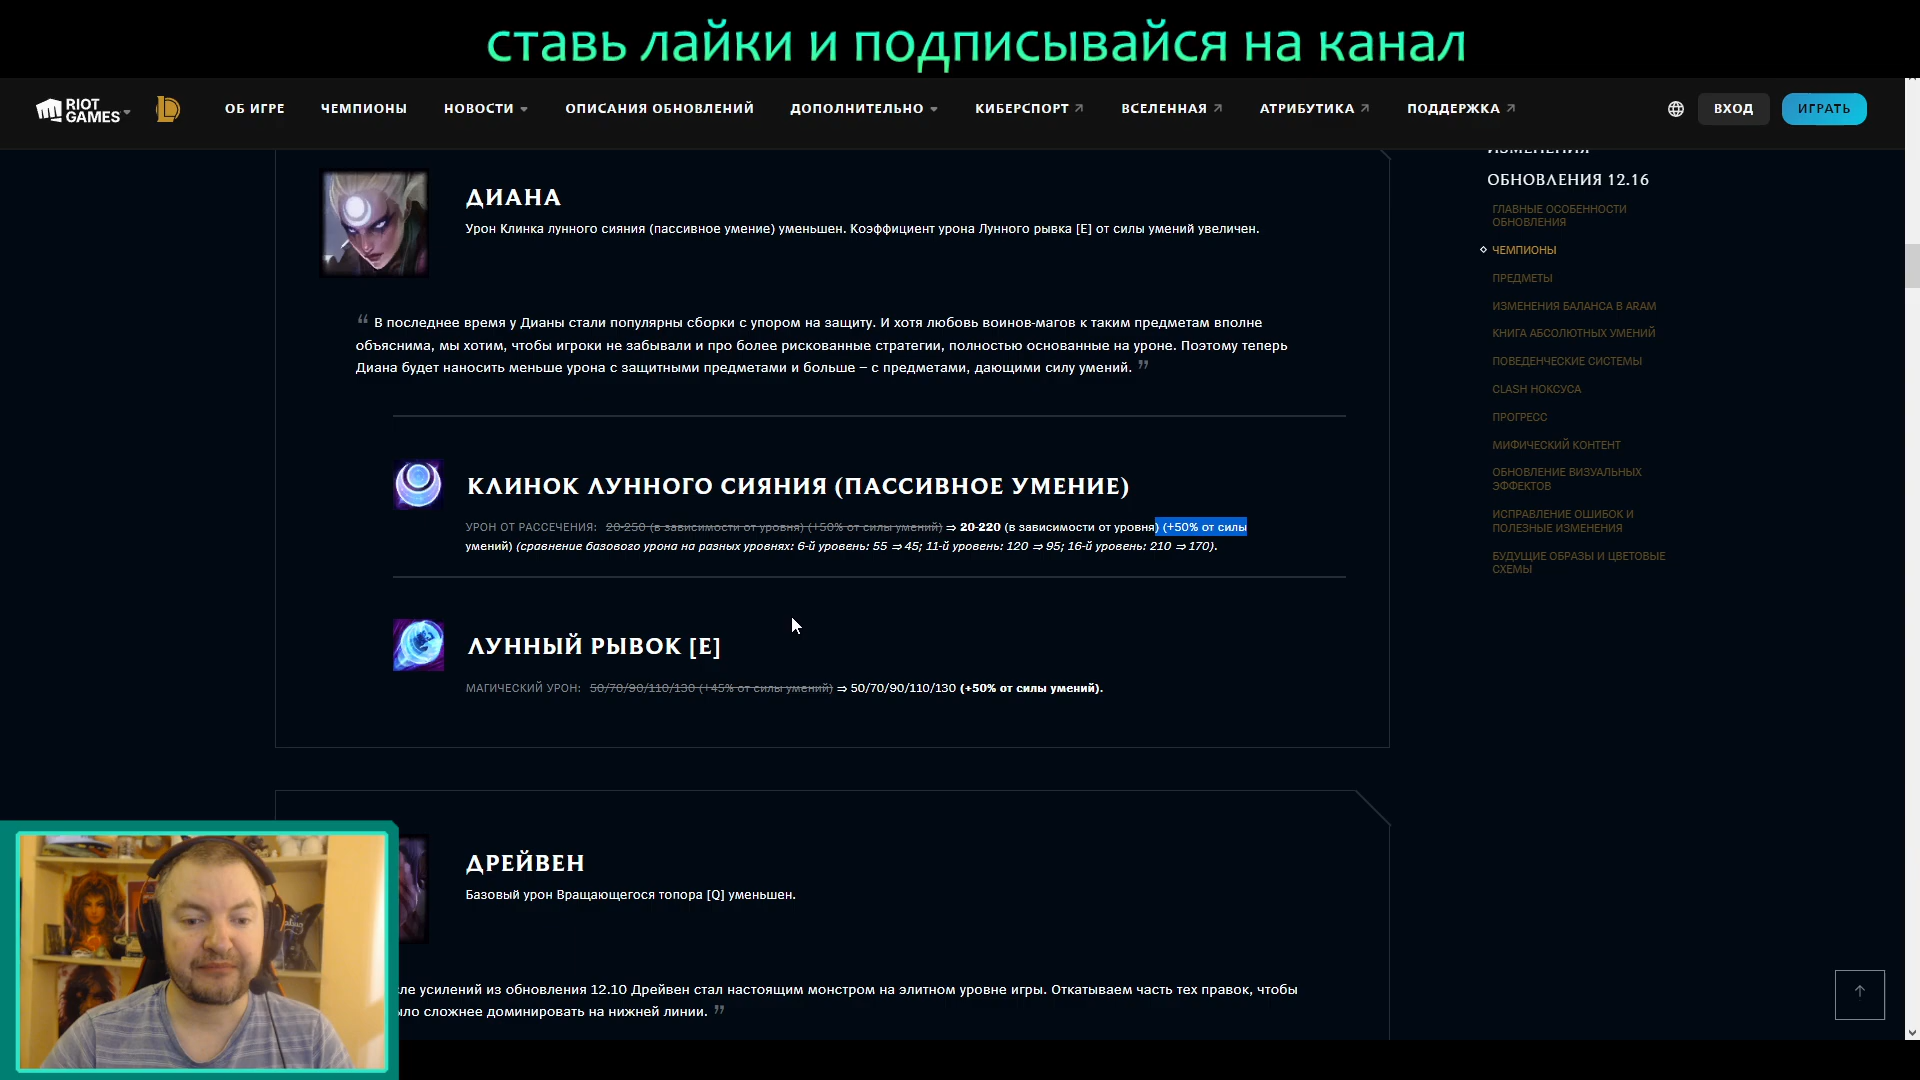 ставь лайки и подписывайся на канал
RIOT GAMES
ОБ ИГРЕ ЧЕМПИОНЫ НОВОСТИ ОПИСАНИЯ ОБНОВЛЕНИЙ ДОПОЛНИТЕЛЬНО КИБЕРСПОРТ ВСЕЛЕННАЯ АТРИБУТИКА ПОДДЕРЖКА ВХОД ИГРАТЬ
ДИАНА
Урон Клинка лунного сияния (пассивное умение) уменьшен. Коэффициент урона Лунного рывка [E] от силы умений увеличен.
“ В последнее время у Дианы стали популярны сборки с упором на защиту. И хотя любовь воинов-магов к таким предметам вполне
объяснима, мы хотим, чтобы игроки не забывали и про более рискованные стратегии, полностью основанные на уроне. Поэтому теперь
Диана будет наносить меньше урона с защитными предметами и больше – с предметами, дающими силу умений. ”
КЛИНОК ЛУННОГО СИЯНИЯ (ПАССИВНОЕ УМЕНИЕ)
УРОН ОТ РАССЕЧЕНИЯ: 20-250 (в зависимости от уровня) (+50% от силы умений) ⇒ 20-220 (в зависимости от уровня) (+50% от силы
умений) (сравнение базового урона на разных уровнях: 6-й уровень: 55 ⇒ 45; 11-й уровень: 120 ⇒ 95; 16-й уровень: 210 ⇒ 170).
ЛУННЫЙ РЫВОК [E]
МАГИЧЕСКИЙ УРОН: 50/70/90/110/130 (+45% от силы умений) ⇒ 50/70/90/110/130 (+50% от силы умений).
ДРЕЙВЕН
Базовый урон Вращающегося топора [Q] уменьшен.
усилений из обновления 12.10 Дрейвен стал настоящим монстром на элитном уровне игры. Откатываем часть тех правок, чтобы
сложнее доминировать на нижней линии. ”
ИЗМЕНЕНИЯ
ОБНОВЛЕНИЯ 12.16
ГЛАВНЫЕ ОСОБЕННОСТИ
ОБНОВЛЕНИЯ
ЧЕМПИОНЫ
ПРЕДМЕТЫ
ИЗМЕНЕНИЯ БАЛАНСА В ARAM
КНИГА АБСОЛЮТНЫХ УМЕНИЙ
ПОВЕДЕНЧЕСКИЕ СИСТЕМЫ
CLASH НОКСУСА
ПРОГРЕСС
МИФИЧЕСКИЙ КОНТЕНТ
ОБНОВЛЕНИЕ ВИЗУАЛЬНЫХ
ЭФФЕКТОВ
ИСПРАВЛЕНИЕ ОШИБОК И
ПОЛЕЗНЫЕ ИЗМЕНЕНИЯ
БУДУЩИЕ ОБРАЗЫ И ЦВЕТОВЫЕ
СХЕМЫ